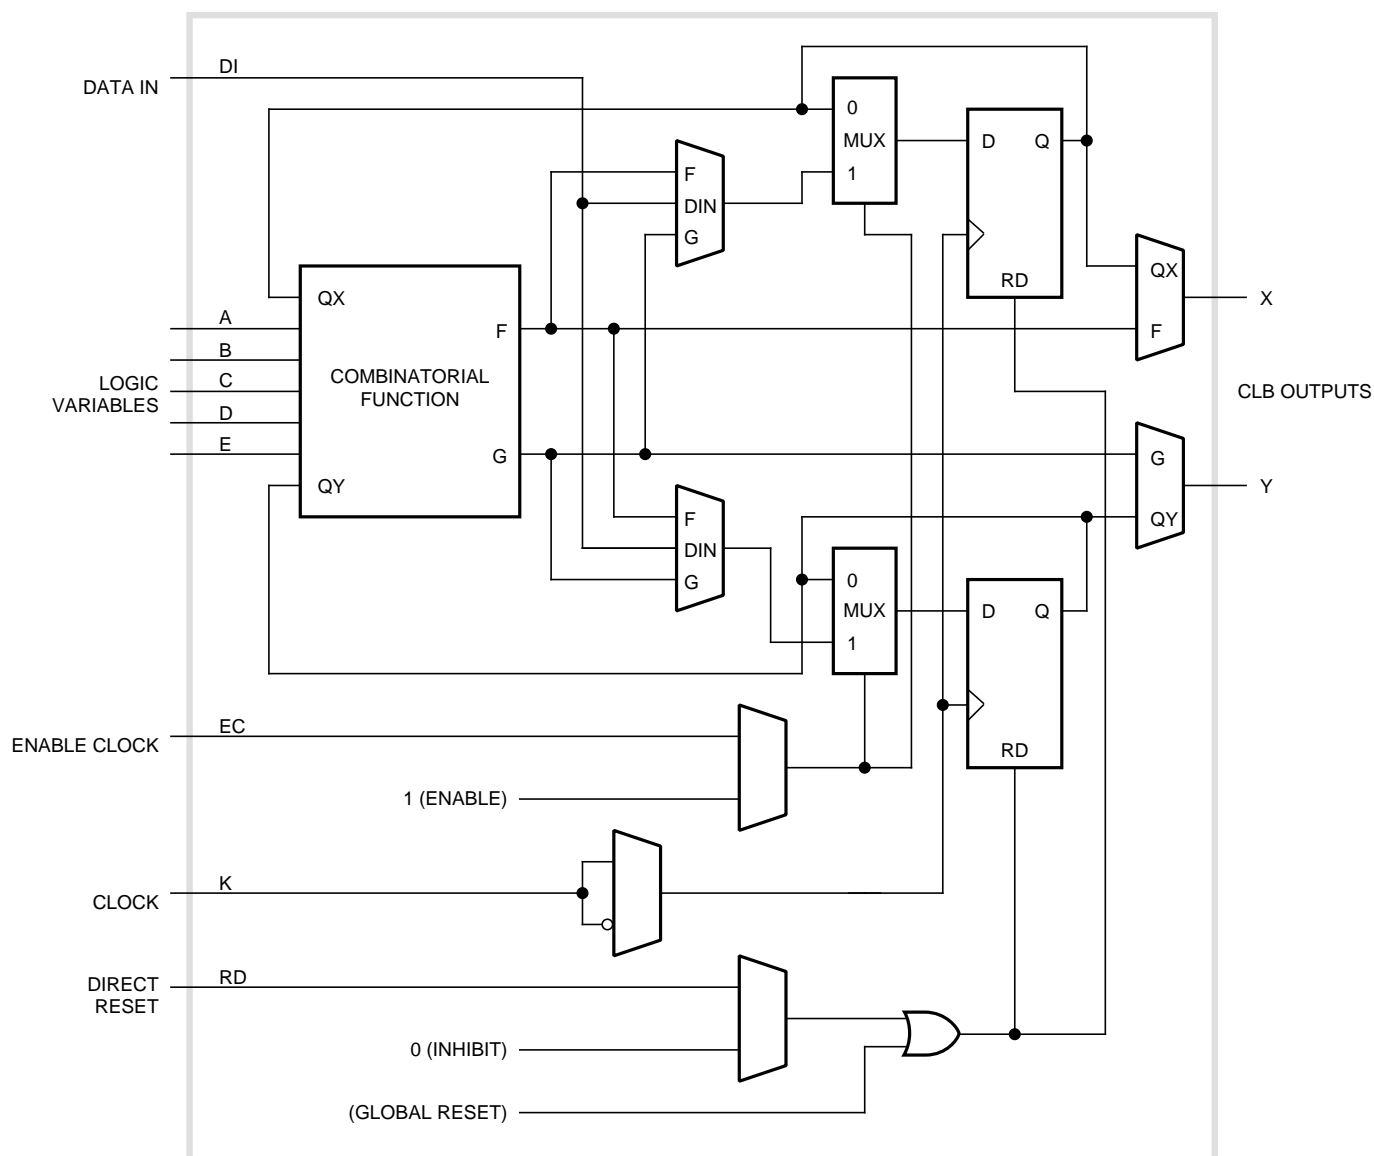 DI
DATA IN
0
MUX
1
D
Q
RD
F
DIN
G
QX
F
X
QX
A
B
C
D
E
LOGIC
VARIABLES
COMBINATORIAL
FUNCTION
F
G
QY
CLB OUTPUTS
G
QY
Y
F
DIN
G
0
MUX
1
D
Q
RD
EC
ENABLE CLOCK
1 (ENABLE)
K
CLOCK
RD
DIRECT
RESET
0 (INHIBIT)
(GLOBAL RESET)